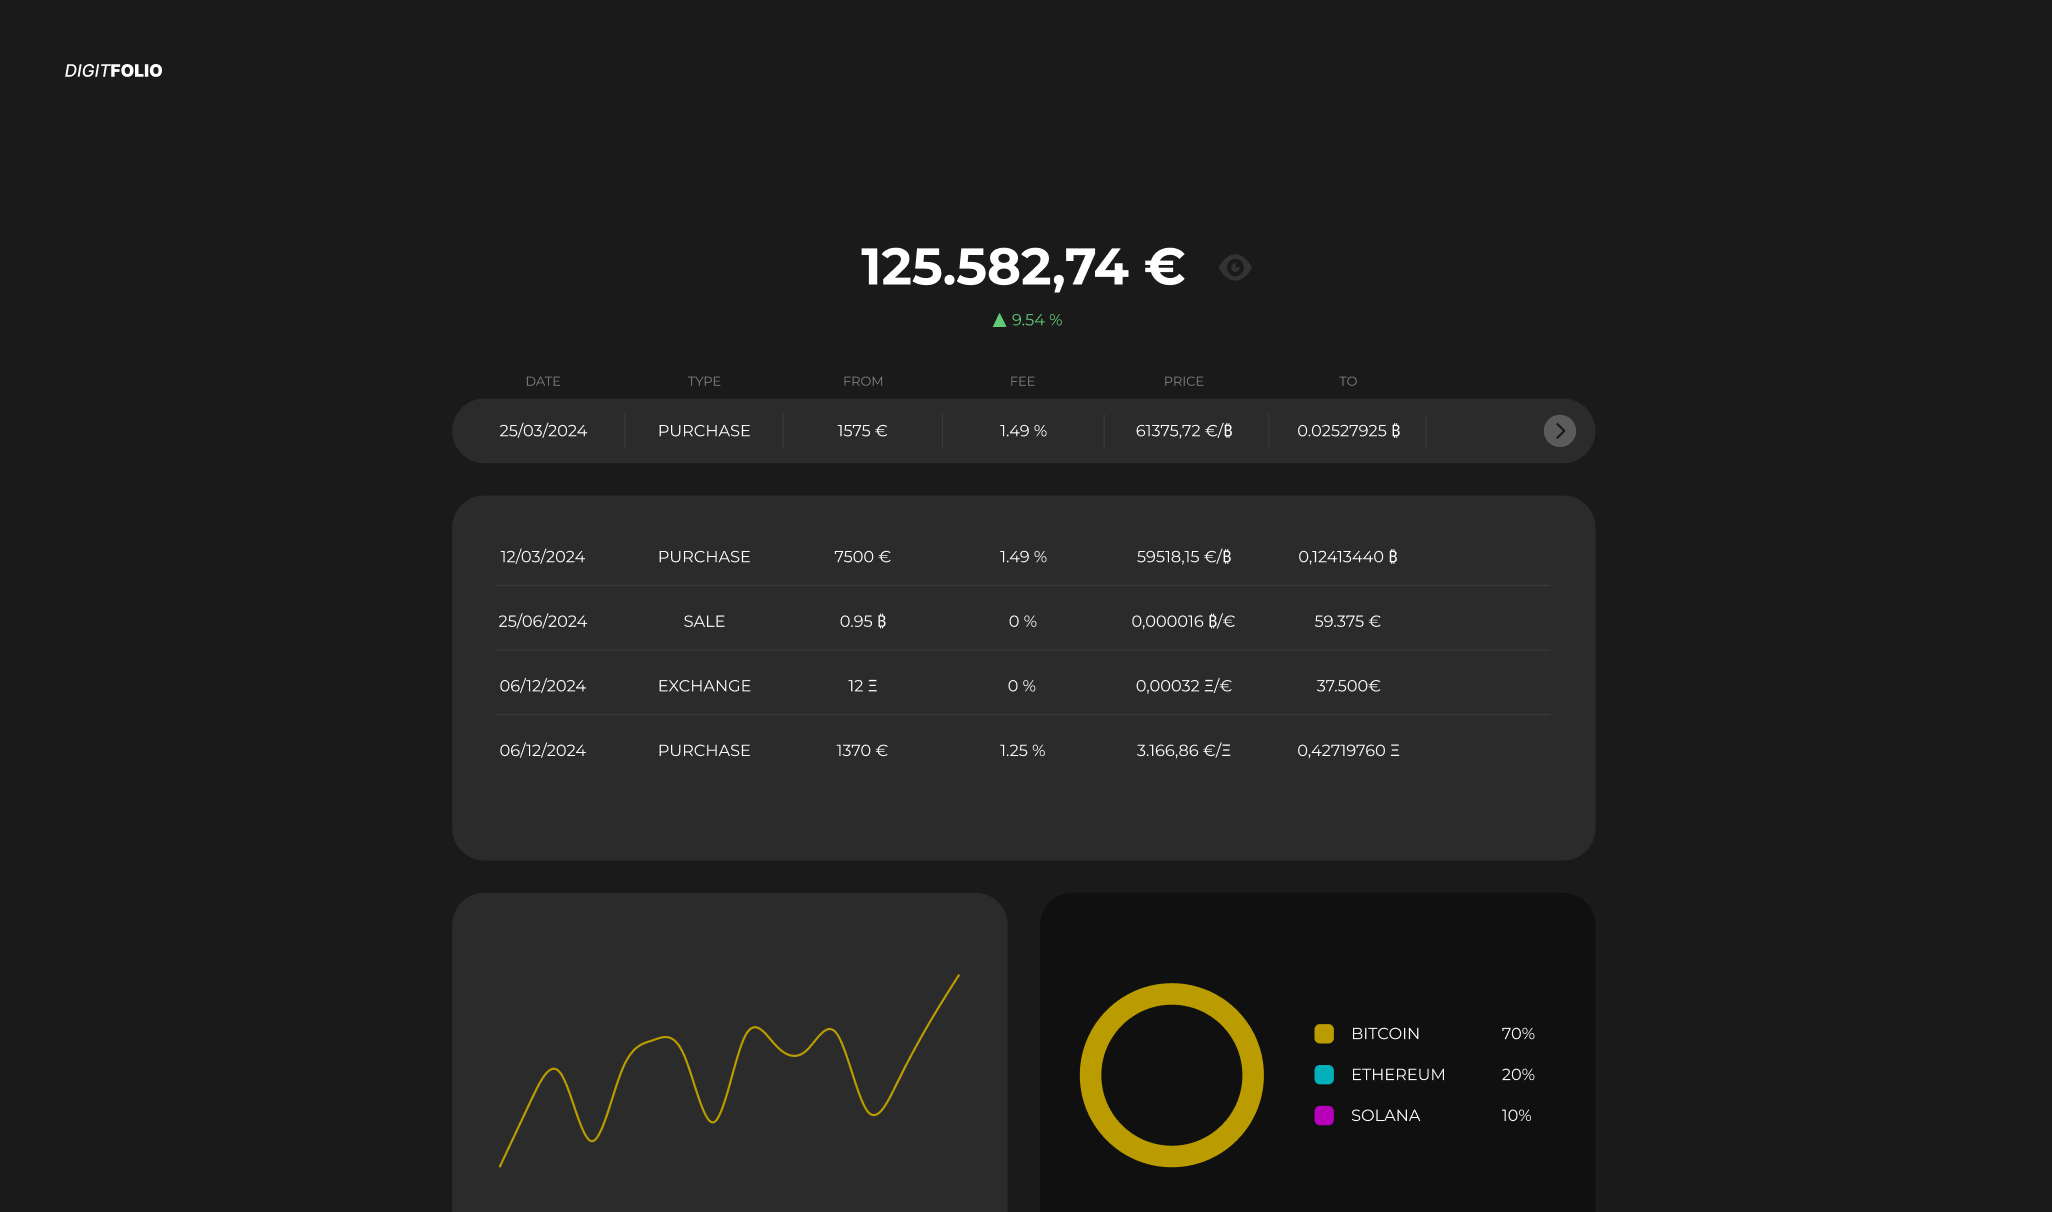 DIGITFOLIO
125.582,74 €
▲ 9.54 %
DATE TYPE FROM FEE PRICE TO
25/03/2024 PURCHASE 1575 € 1.49 % 61375,72 €/₿ 0.02527925 ₿
12/03/2024 PURCHASE 7500 € 1.49 % 59518,15 €/₿ 0,12413440 ₿
25/06/2024 SALE 0.95 ₿ 0 % 0,000016 ₿/€ 59.375 €
06/12/2024 EXCHANGE 12 Ξ 0 % 0,00032 Ξ/€ 37.500€
06/12/2024 PURCHASE 1370 € 1.25 % 3.166,86 €/Ξ 0,42719760 Ξ
BITCOIN 70%
ETHEREUM 20%
SOLANA 10%